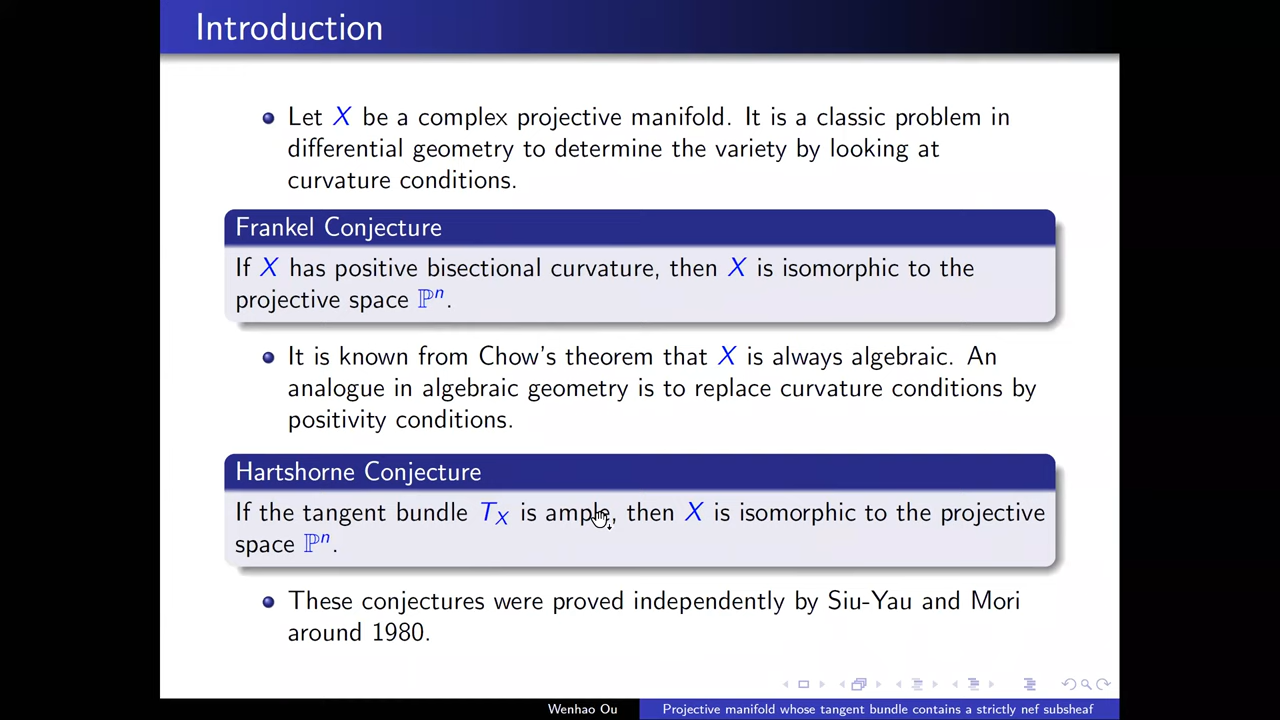 Introduction
Let X be a complex projective manifold. It is a classic problem in
differential geometry to determine the variety by looking at
curvature conditions.
Frankel Conjecture
If X has positive bisectional curvature, then X is isomorphic to the
projective space ℙⁿ.
It is known from Chow's theorem that X is always algebraic. An
analogue in algebraic geometry is to replace curvature conditions by
positivity conditions.
Hartshorne Conjecture
If the tangent bundle T_X is ample, then X is isomorphic to the projective
space ℙⁿ.
These conjectures were proved independently by Siu-Yau and Mori
around 1980.
Wenhao Ou
Projective manifold whose tangent bundle contains a strictly nef subsheaf